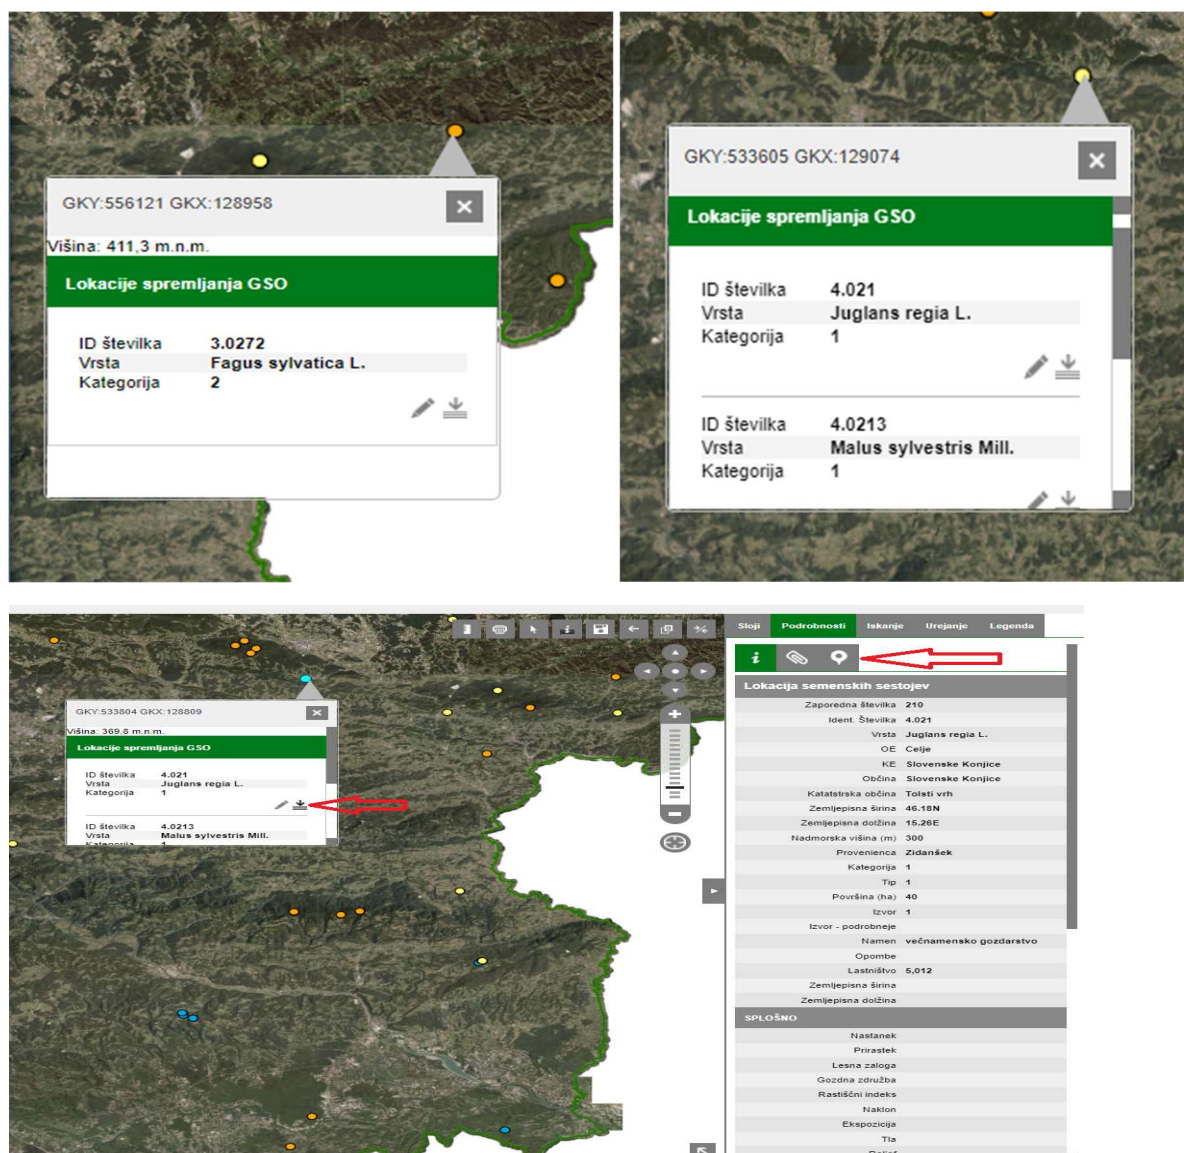 GKY:556121 GKX:128958
Višina: 411,3 m.n.m.
Lokacije spremljanja GSO
ID številka 3.0272
Vrsta Fagus sylvatica L.
Kategorija 2
GKY:533605 GKX:129074
Lokacije spremljanja GSO
ID številka 4.021
Vrsta Juglans regia L.
Kategorija 1
ID številka 4.0213
Vrsta Malus sylvestris Mill.
Kategorija 1
GKY:533804 GKX:128809
Višina: 369,8 m.n.m.
Lokacije spremljanja GSO
ID številka 4.021
Vrsta Juglans regia L.
Kategorija 1
ID številka 4.0213
Vrsta Malus sylvestris Mill.
Kategorija 1
Sloji Podrobnosti Iskanje Urejanje Legenda
Lokacija semenskih sestojev
Zaporedna številka 210
Ident. Številka 4.021
Vrsta Juglans regia L.
OE Celje
KE Slovenske Konjice
Občina Slovenske Konjice
Katatstrska občina Tolsti vrh
Zemljepisna širina 46.18N
Zemljepisna dolžina 15.26E
Nadmorska višina (m) 300
Provenienca Zidanšek
Kategorija 1
Tip 1
Površina (ha) 40
Izvor 1
Izvor - podrobneje
Namen večnamensko gozdarstvo
Opombe
Lastništvo 5,012
Zemljepisna širina
Zemljepisna dolžina
SPLOŠNO
Nastanek
Prirastek
Lesna zaloga
Gozdna združba
Rastiščni indeks
Naklon
Ekspozicija
Tla